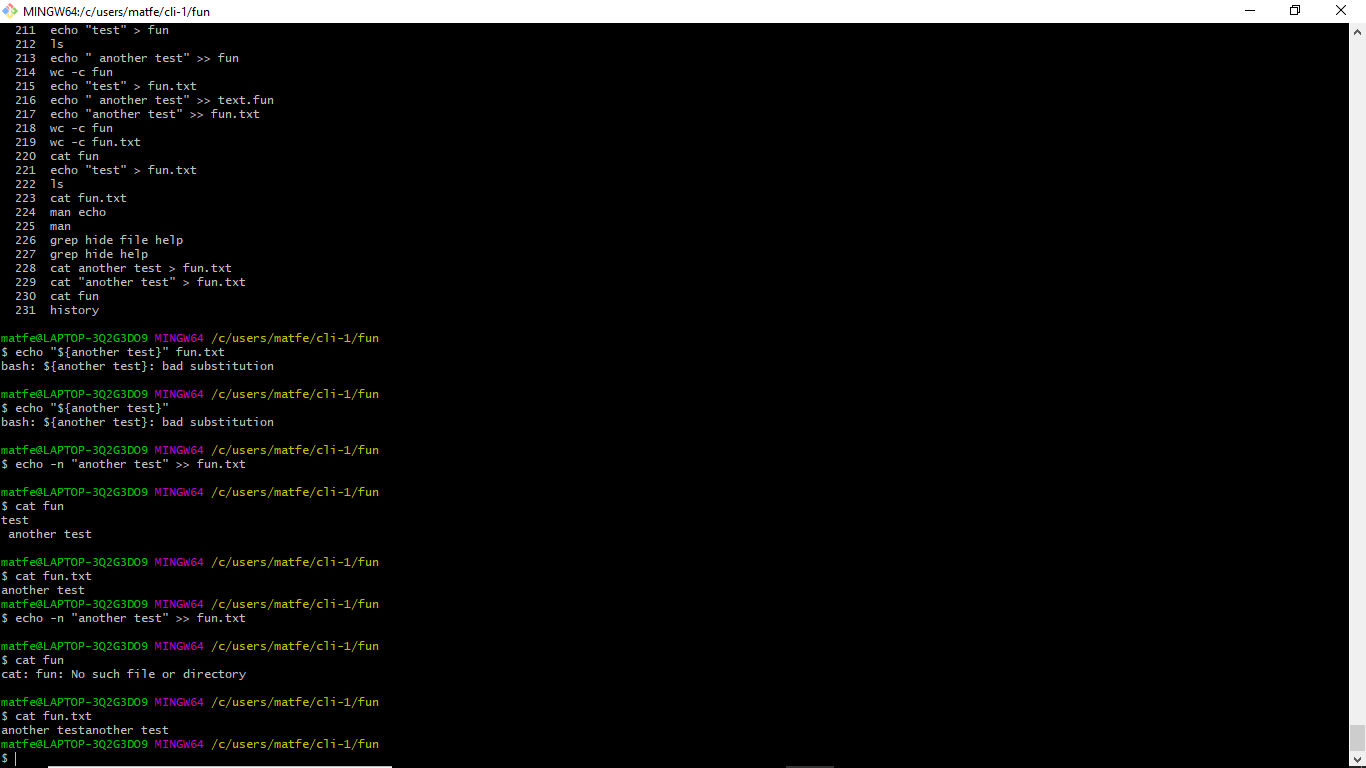 MINGW64:/c/users/matfe/cli-1/fun
211 echo "test" > fun
212 ls
213 echo " another test" >> fun
214 wc -c fun
215 echo "test" > fun.txt
216 echo " another test" >> text.fun
217 echo "another test" >> fun.txt
218 wc -c fun
219 wc -c fun.txt
220 cat fun
221 echo "test" > fun.txt
222 ls
223 cat fun.txt
224 man echo
225 man
226 grep hide file help
227 grep hide help
228 cat another test > fun.txt
229 cat "another test" > fun.txt
230 cat fun
231 history
matfe@LAPTOP-3Q2G3DO9 MINGW64 /c/users/matfe/cli-1/fun
$ echo "${another test}" fun.txt
bash: ${another test}: bad substitution
matfe@LAPTOP-3Q2G3DO9 MINGW64 /c/users/matfe/cli-1/fun
$ echo "${another test}"
bash: ${another test}: bad substitution
matfe@LAPTOP-3Q2G3DO9 MINGW64 /c/users/matfe/cli-1/fun
$ echo -n "another test" >> fun.txt
matfe@LAPTOP-3Q2G3DO9 MINGW64 /c/users/matfe/cli-1/fun
$ cat fun
test
 another test
matfe@LAPTOP-3Q2G3DO9 MINGW64 /c/users/matfe/cli-1/fun
$ cat fun.txt
another test
matfe@LAPTOP-3Q2G3DO9 MINGW64 /c/users/matfe/cli-1/fun
$ echo -n "another test" >> fun.txt
matfe@LAPTOP-3Q2G3DO9 MINGW64 /c/users/matfe/cli-1/fun
$ cat fun
cat: fun: No such file or directory
matfe@LAPTOP-3Q2G3DO9 MINGW64 /c/users/matfe/cli-1/fun
$ cat fun.txt
another testanother test
matfe@LAPTOP-3Q2G3DO9 MINGW64 /c/users/matfe/cli-1/fun
$